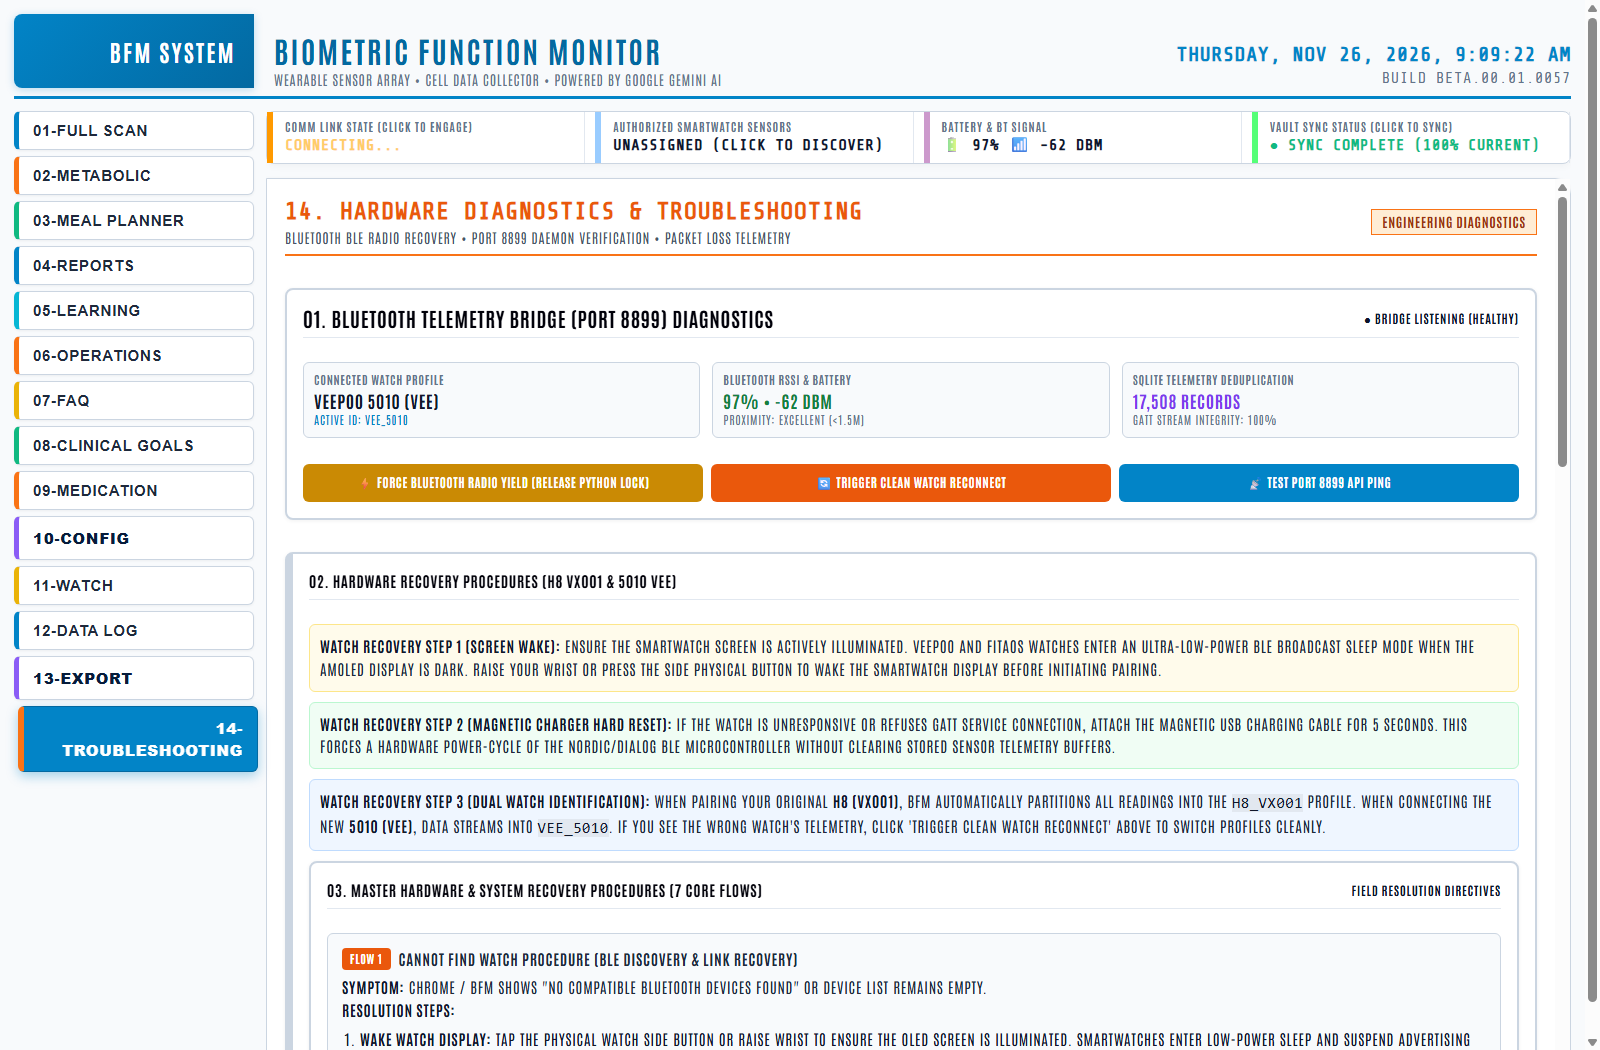 BFM SYSTEM
BIOMETRIC FUNCTION MONITOR
WEARABLE SENSOR ARRAY • CELL DATA COLLECTOR • POWERED BY GOOGLE GEMINI AI
THURSDAY, NOV 26, 2026, 9:09:22 AM
BUILD BETA.00.01.0057
01-FULL SCAN
02-METABOLIC
03-MEAL PLANNER
04-REPORTS
05-LEARNING
06-OPERATIONS
07-FAQ
08-CLINICAL GOALS
09-MEDICATION
10-CONFIG
11-WATCH
12-DATA LOG
13-EXPORT
14-
TROUBLESHOOTING
COMM LINK STATE (CLICK TO ENGAGE)
CONNECTING...
AUTHORIZED SMARTWATCH SENSORS
UNASSIGNED (CLICK TO DISCOVER)
BATTERY & BT SIGNAL
🔋 97% 📶 -62 DBM
VAULT SYNC STATUS (CLICK TO SYNC)
● SYNC COMPLETE (100% CURRENT)
14. HARDWARE DIAGNOSTICS & TROUBLESHOOTING
BLUETOOTH BLE RADIO RECOVERY • PORT 8899 DAEMON VERIFICATION • PACKET LOSS TELEMETRY
ENGINEERING DIAGNOSTICS
01. BLUETOOTH TELEMETRY BRIDGE (PORT 8899) DIAGNOSTICS
● BRIDGE LISTENING (HEALTHY)
CONNECTED WATCH PROFILE
VEEPOO 5010 (VEE)
ACTIVE ID: VEE_5010
BLUETOOTH RSSI & BATTERY
97% • -62 DBM
PROXIMITY: EXCELLENT (<1.5M)
SQLITE TELEMETRY DEDUPLICATION
17,508 RECORDS
GATT STREAM INTEGRITY: 100%
FORCE BLUETOOTH RADIO YIELD (RELEASE PYTHON LOCK)
🔄 TRIGGER CLEAN WATCH RECONNECT
📡 TEST PORT 8899 API PING
02. HARDWARE RECOVERY PROCEDURES (H8 VX001 & 5010 VEE)
WATCH RECOVERY STEP 1 (SCREEN WAKE): ENSURE THE SMARTWATCH SCREEN IS ACTIVELY ILLUMINATED. VEEPOO AND FITAOS WATCHES ENTER AN ULTRA-LOW-POWER BLE BROADCAST SLEEP MODE WHEN THE
AMOLED DISPLAY IS DARK. RAISE YOUR WRIST OR PRESS THE SIDE PHYSICAL BUTTON TO WAKE THE SMARTWATCH DISPLAY BEFORE INITIATING PAIRING.
WATCH RECOVERY STEP 2 (MAGNETIC CHARGER HARD RESET): IF THE WATCH IS UNRESPONSIVE OR REFUSES GATT SERVICE CONNECTION, ATTACH THE MAGNETIC USB CHARGING CABLE FOR 5 SECONDS. THIS
FORCES A HARDWARE POWER-CYCLE OF THE NORDIC/DIALOG BLE MICROCONTROLLER WITHOUT CLEARING STORED SENSOR TELEMETRY BUFFERS.
WATCH RECOVERY STEP 3 (DUAL WATCH IDENTIFICATION): WHEN PAIRING YOUR ORIGINAL H8 (VX001), BFM AUTOMATICALLY PARTITIONS ALL READINGS INTO THE H8_VX001 PROFILE. WHEN CONNECTING THE
NEW 5010 (VEE), DATA STREAMS INTO VEE_5010. IF YOU SEE THE WRONG WATCH'S TELEMETRY, CLICK 'TRIGGER CLEAN WATCH RECONNECT' ABOVE TO SWITCH PROFILES CLEANLY.
03. MASTER HARDWARE & SYSTEM RECOVERY PROCEDURES (7 CORE FLOWS)
FIELD RESOLUTION DIRECTIVES
FLOW 1 CANNOT FIND WATCH PROCEDURE (BLE DISCOVERY & LINK RECOVERY)
SYMPTOM: CHROME / BFM SHOWS "NO COMPATIBLE BLUETOOTH DEVICES FOUND" OR DEVICE LIST REMAINS EMPTY.
RESOLUTION STEPS:
1. WAKE WATCH DISPLAY: TAP THE PHYSICAL WATCH SIDE BUTTON OR RAISE WRIST TO ENSURE THE OLED SCREEN IS ILLUMINATED. SMARTWATCHES ENTER LOW-POWER SLEEP AND SUSPEND ADVERTISING